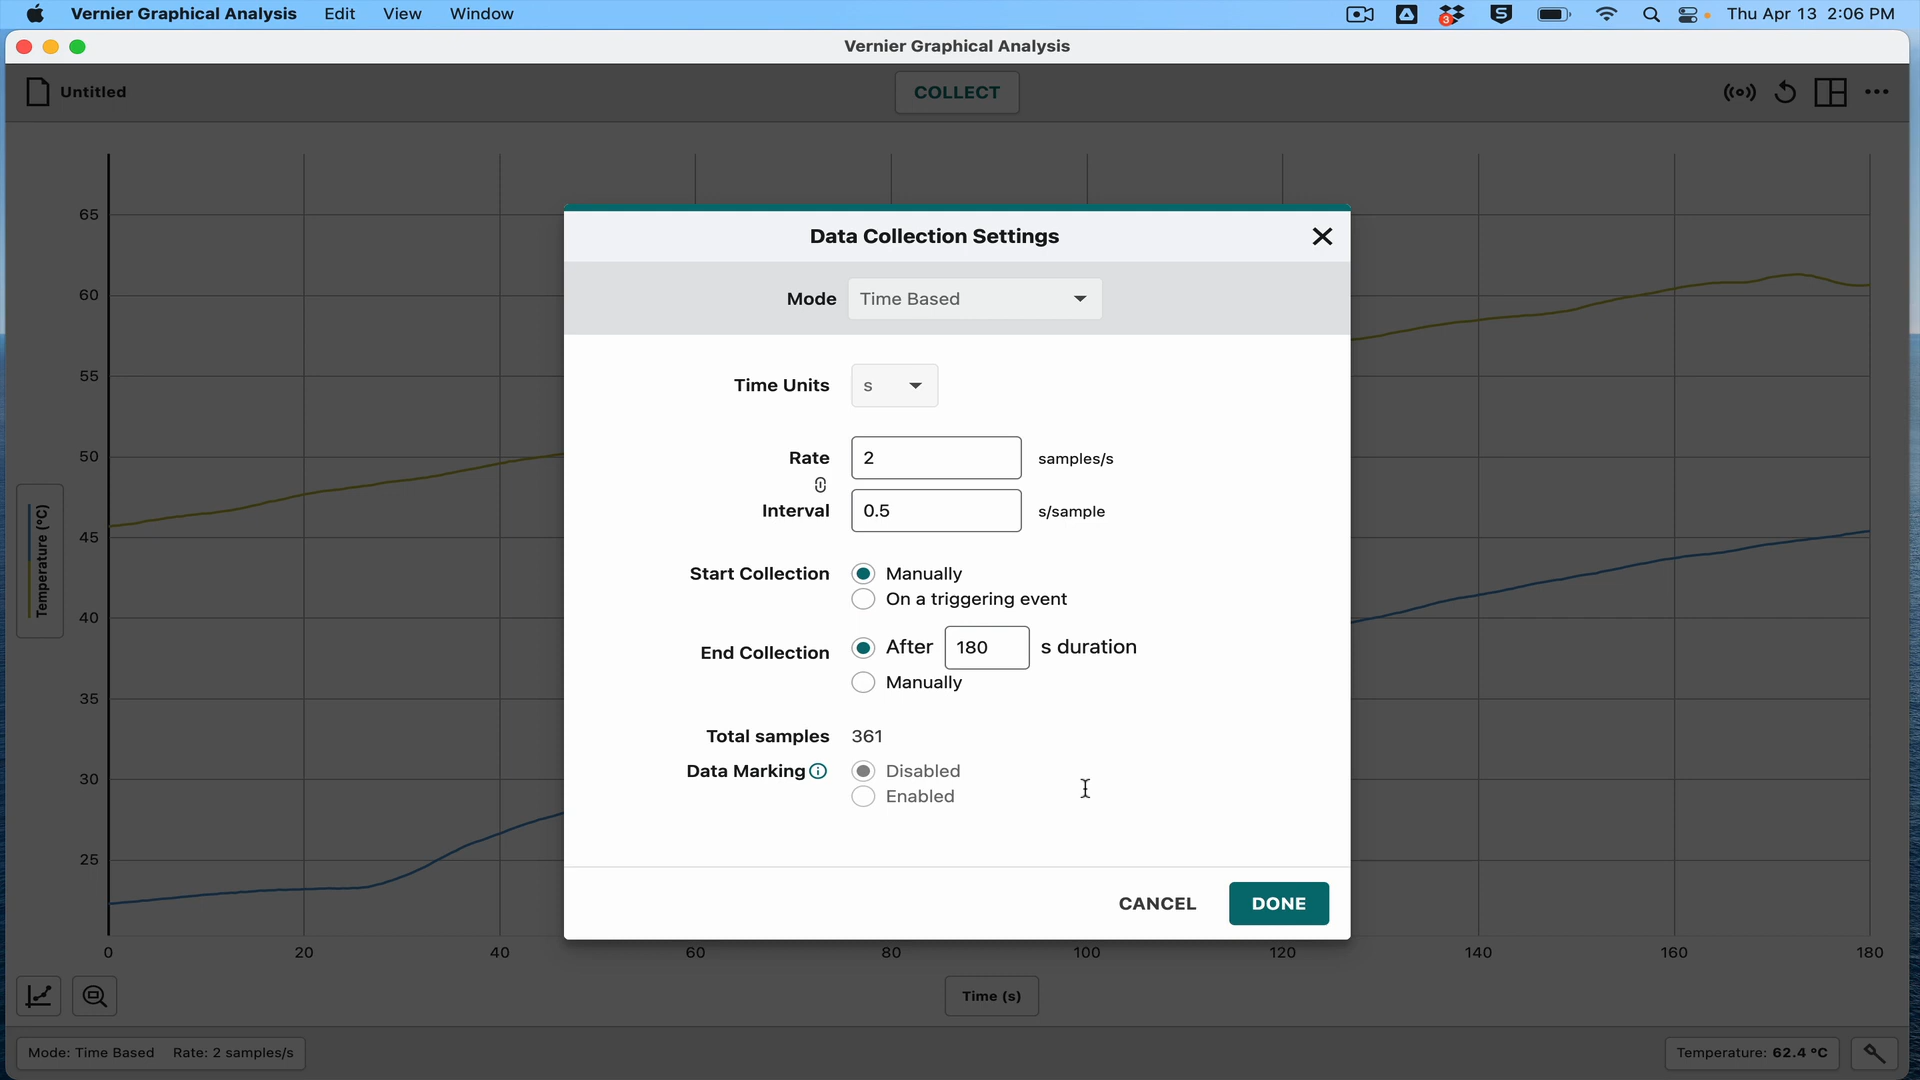 Vernier Graphical Analysis Edit View Window 3 S Thu Apr 13 2:06 PM
Vernier Graphical Analysis
Untitled COLLECT
65
60
55
50
45
40
35
30
25
Temperature (°C)
Data Collection Settings
Mode Time Based
Time Units s
Rate 2 samples/s
Interval 0.5 s/sample
Start Collection Manually
On a triggering event
End Collection After 180 s duration
Manually
Total samples 361
Data Marking Disabled
Enabled
CANCEL DONE
0 20 40 60 80 100 120 140 160 180
Time (s)
Mode: Time Based Rate: 2 samples/s Temperature: 62.4 °C